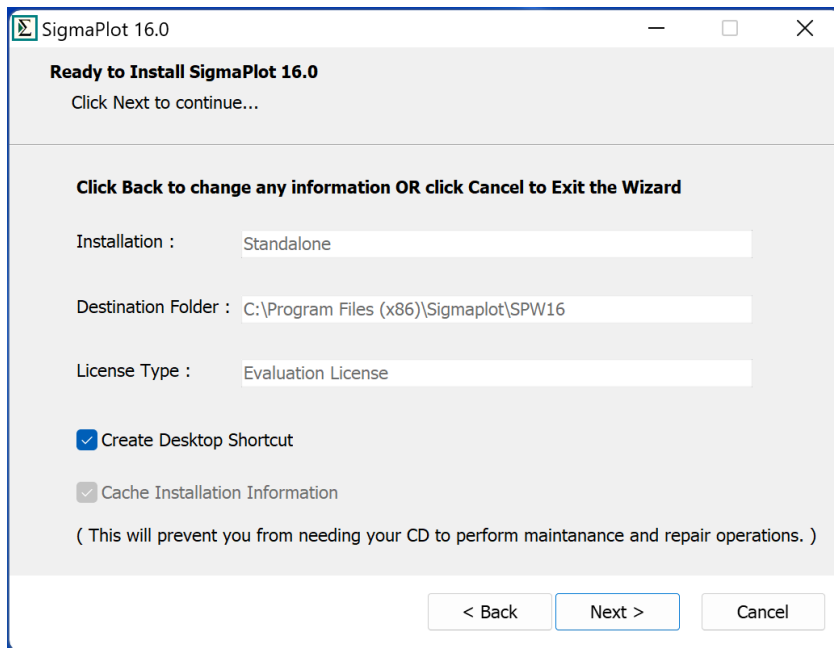 SigmaPlot 16.0
Ready to Install SigmaPlot 16.0
Click Next to continue...
Click Back to change any information OR click Cancel to Exit the Wizard
Installation : Standalone
Destination Folder : C:\Program Files (x86)\Sigmaplot\SPW16
License Type : Evaluation License
Create Desktop Shortcut
Cache Installation Information
( This will prevent you from needing your CD to perform maintanance and repair operations. )
< Back Next > Cancel